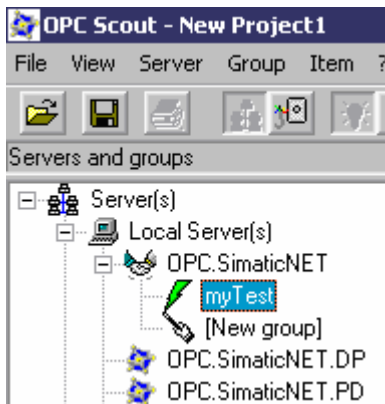 OPC Scout - New Project1
File View Server Group Item ?
Servers and groups
Server(s)
Local Server(s)
OPC.SimaticNET
myTest
[New group]
OPC.SimaticNET.DP
OPC.SimaticNET.PD